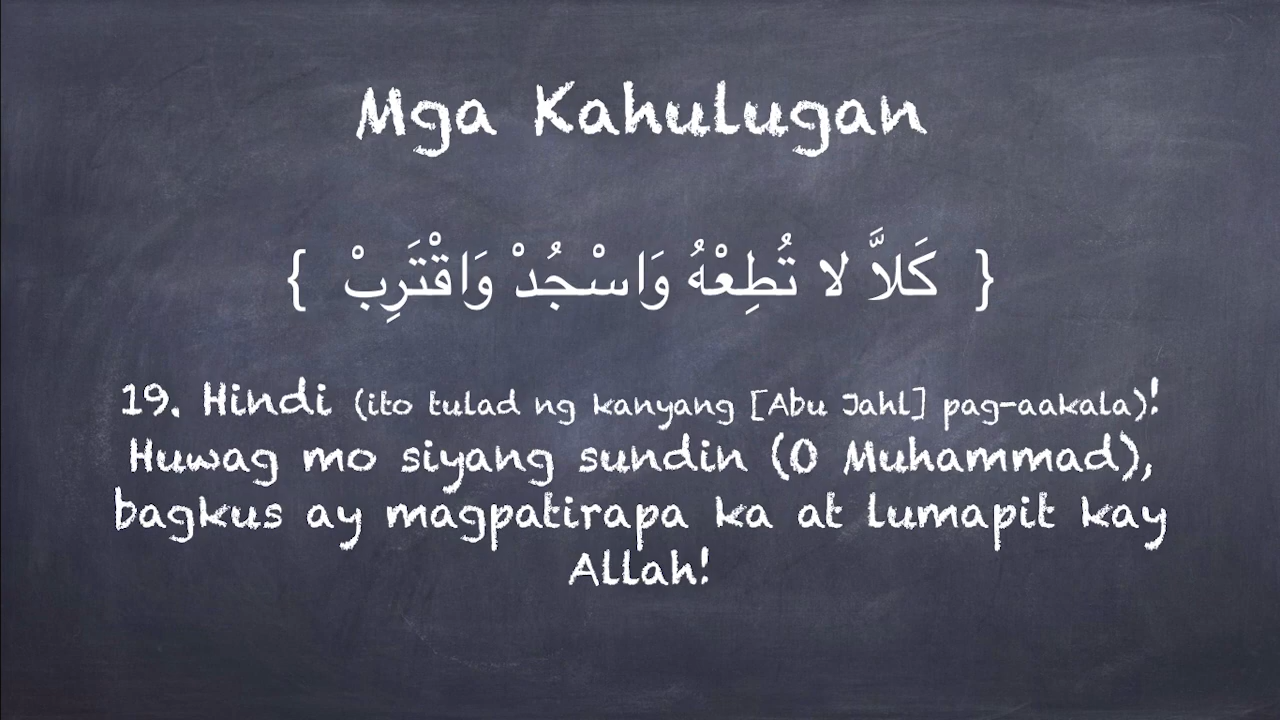 Mga Kahulugan
{ كَلاَّ لا تُطِعْهُ وَاسْجُدْ وَاقْتَرِبْ }
19. Hindi (ito tulad ng kanyang [Abu Jahl] pag-aakala)!
Huwag mo siyang sundin (O Muhammad),
bagkus ay magpatirapa ka at lumapit kay
Allah!